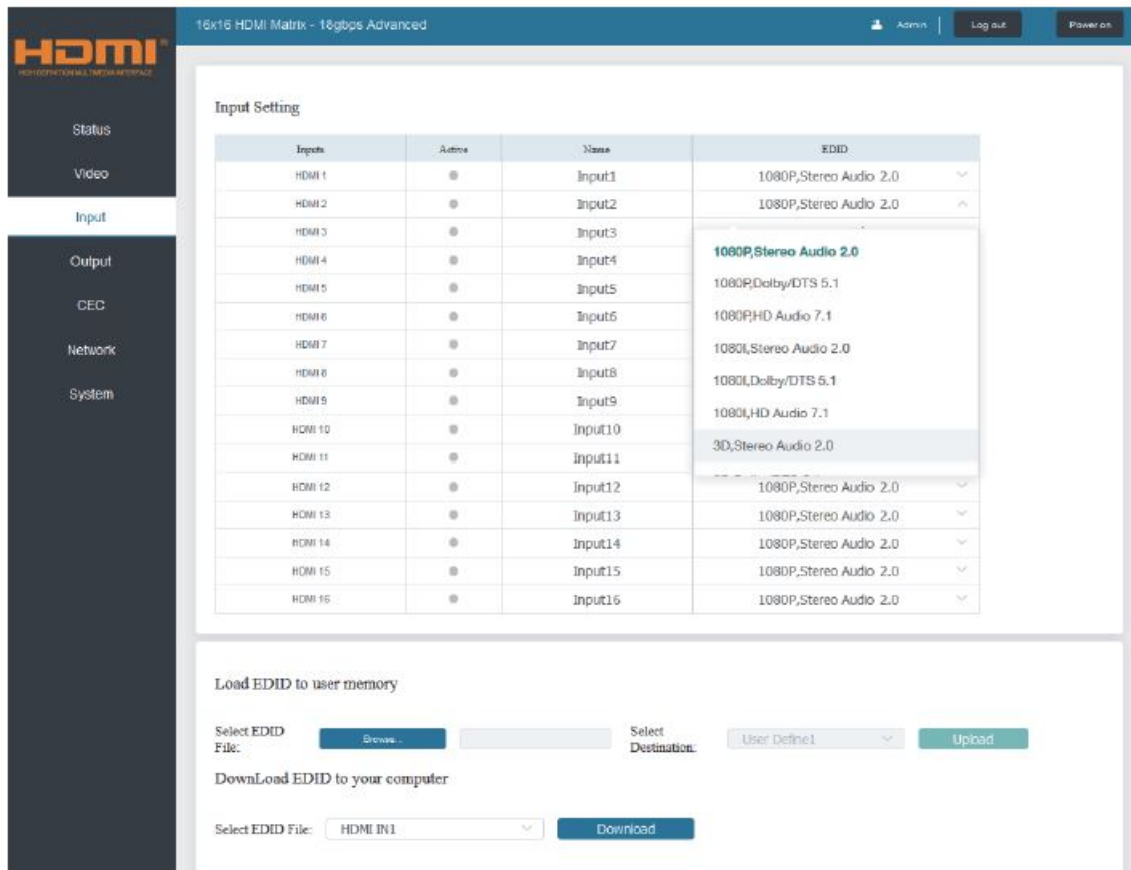 16x16 HDMI Matrix - 18gbps Advanced
Admin
Log out
Power on
HDMI
HIGH DEFINITION MULTIMEDIA INTERFACE
Status
Video
Input
Output
CEC
Network
System
Input Setting
Inputs Active Name EDID
HDMI 1 Input1 1080P,Stereo Audio 2.0
HDMI 2 Input2 1080P,Stereo Audio 2.0
HDMI 3 Input3
HDMI 4 Input4
HDMI 5 Input5
HDMI 6 Input6
HDMI 7 Input7
HDMI 8 Input8
HDMI 9 Input9
HDMI 10 Input10
HDMI 11 Input11
1080P,Stereo Audio 2.0
1080P,Dolby/DTS 5.1
1080P,HD Audio 7.1
1080I,Stereo Audio 2.0
1080I,Dolby/DTS 5.1
1080I,HD Audio 7.1
3D,Stereo Audio 2.0
HDMI 12 Input12 1080P,Stereo Audio 2.0
HDMI 13 Input13 1080P,Stereo Audio 2.0
HDMI 14 Input14 1080P,Stereo Audio 2.0
HDMI 15 Input15 1080P,Stereo Audio 2.0
HDMI 16 Input16 1080P,Stereo Audio 2.0
Load EDID to user memory
Select EDID
File:
Browse...
Select
Destination:
User Define1
Upload
DownLoad EDID to your computer
Select EDID File: HDMI IN1 Download